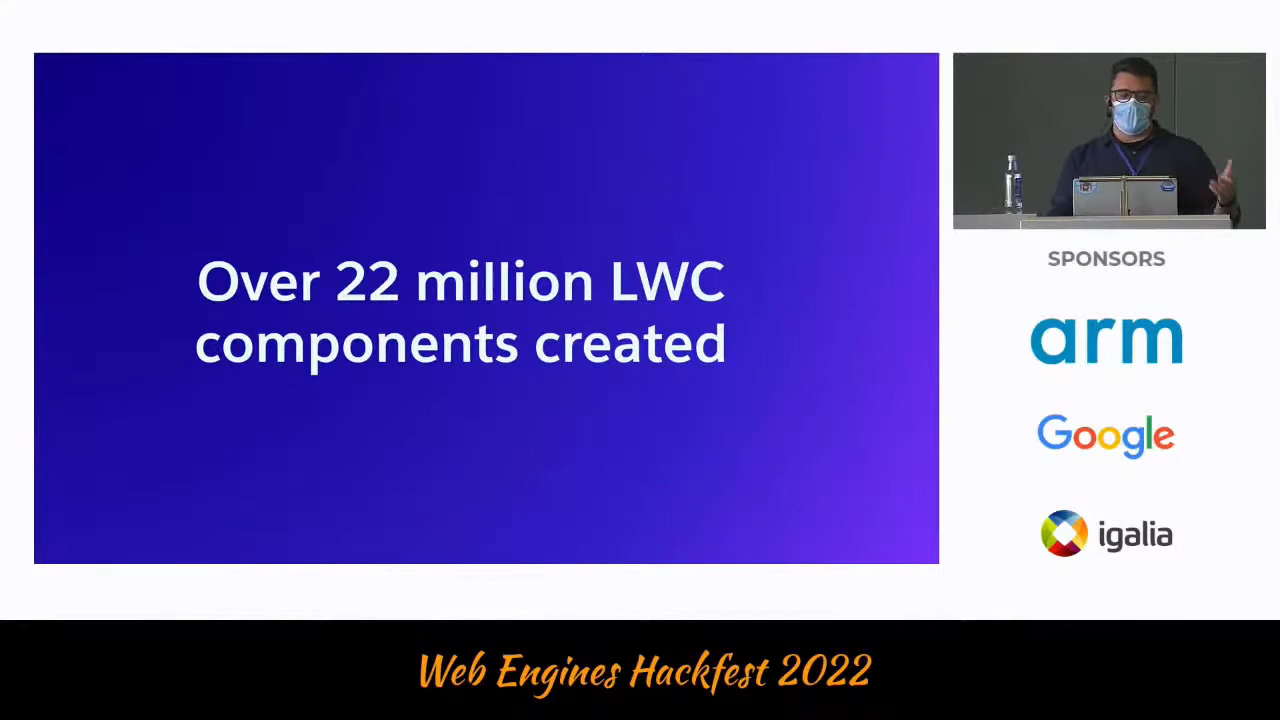 Over 22 million LWC
components created
SPONSORS
arm
Google
igalia
Web Engines Hackfest 2022